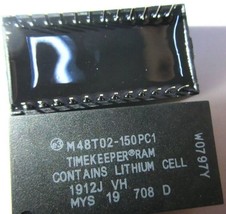 M48T02-150PC1
TIMEKEEPER®RAM
CONTAINS LITHIUM CELL
1912J VH
MYS 19 708 D
W0797Y